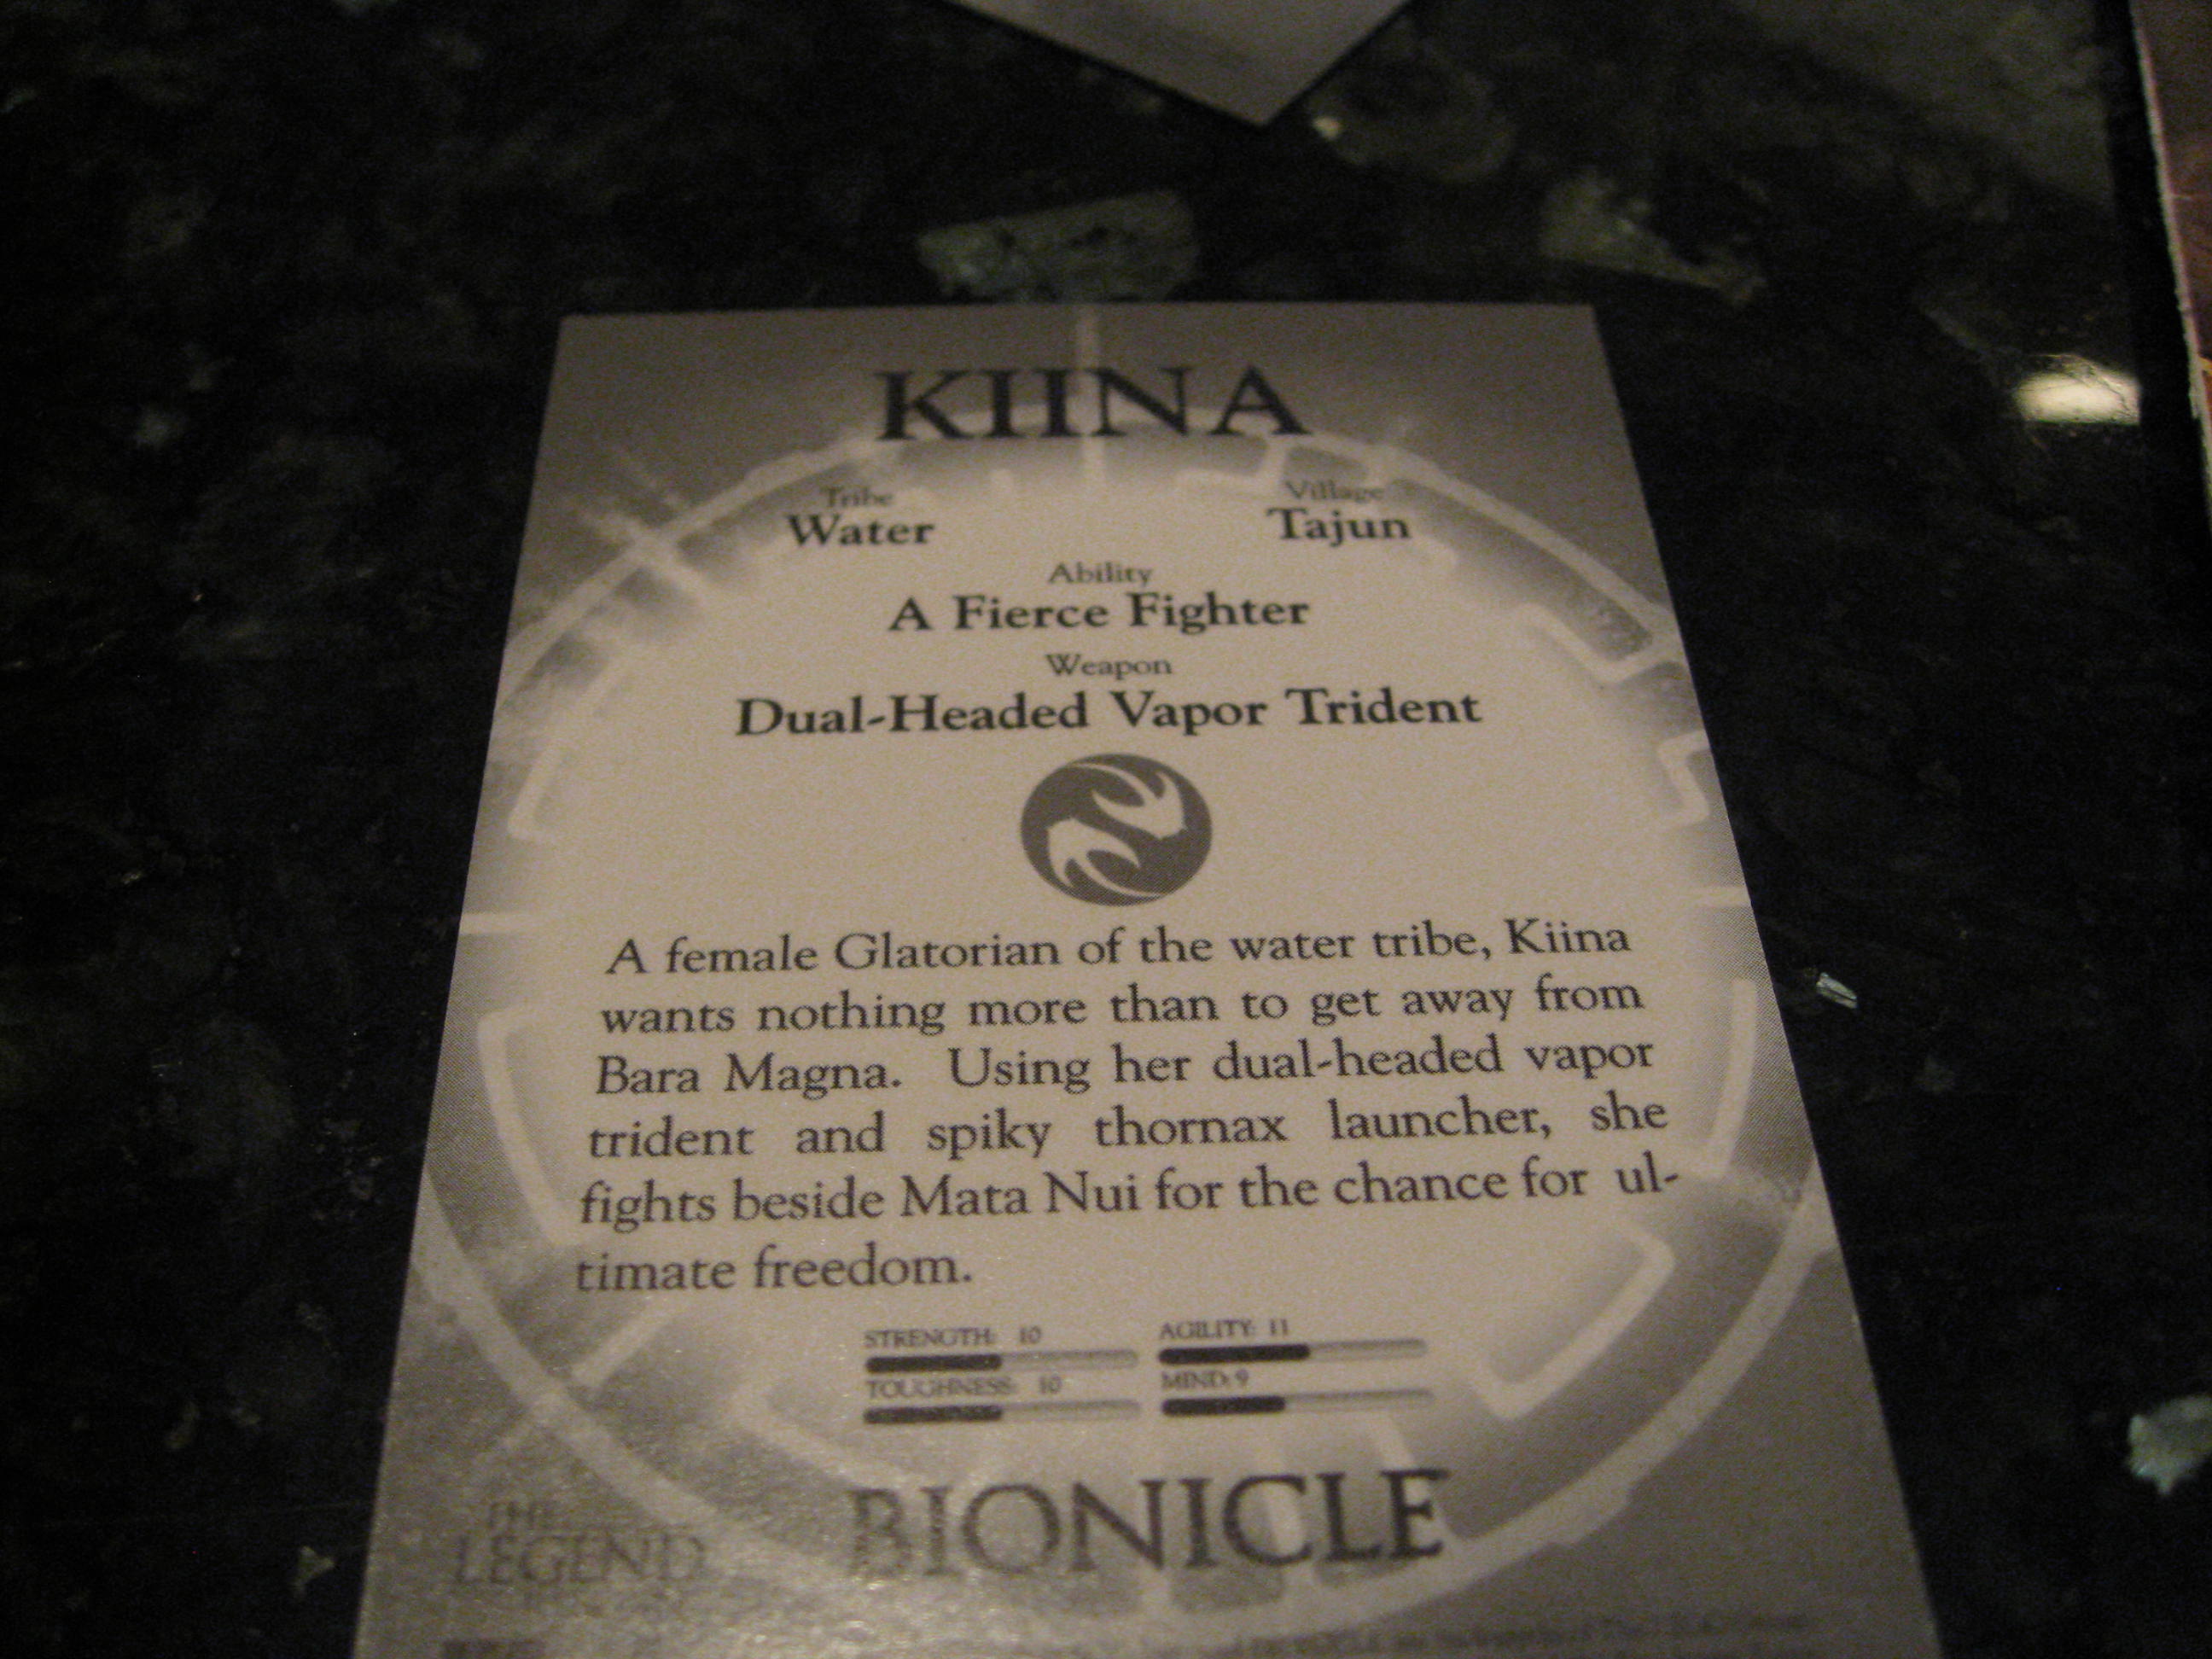 KIINA
Tribe Village
Water Tajun
Ability
A Fierce Fighter
Weapon
Dual-Headed Vapor Trident
A female Glatorian of the water tribe, Kiina
wants nothing more than to get away from
Bara Magna. Using her dual-headed vapor
trident and spiky thornax launcher, she
fights beside Mata Nui for the chance for ul-
timate freedom.
STRENGTH: 10 AGILITY: 11
TOUGHNESS: 10 MIND: 9
BIONICLE
THE
LEGEND